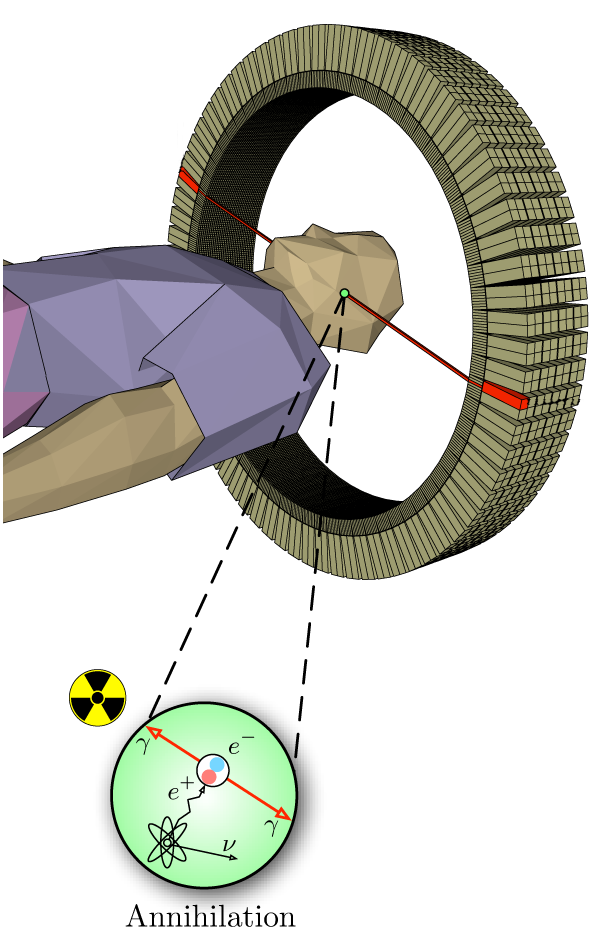 γ
e⁻
e⁺
γ
ν
Annihilation